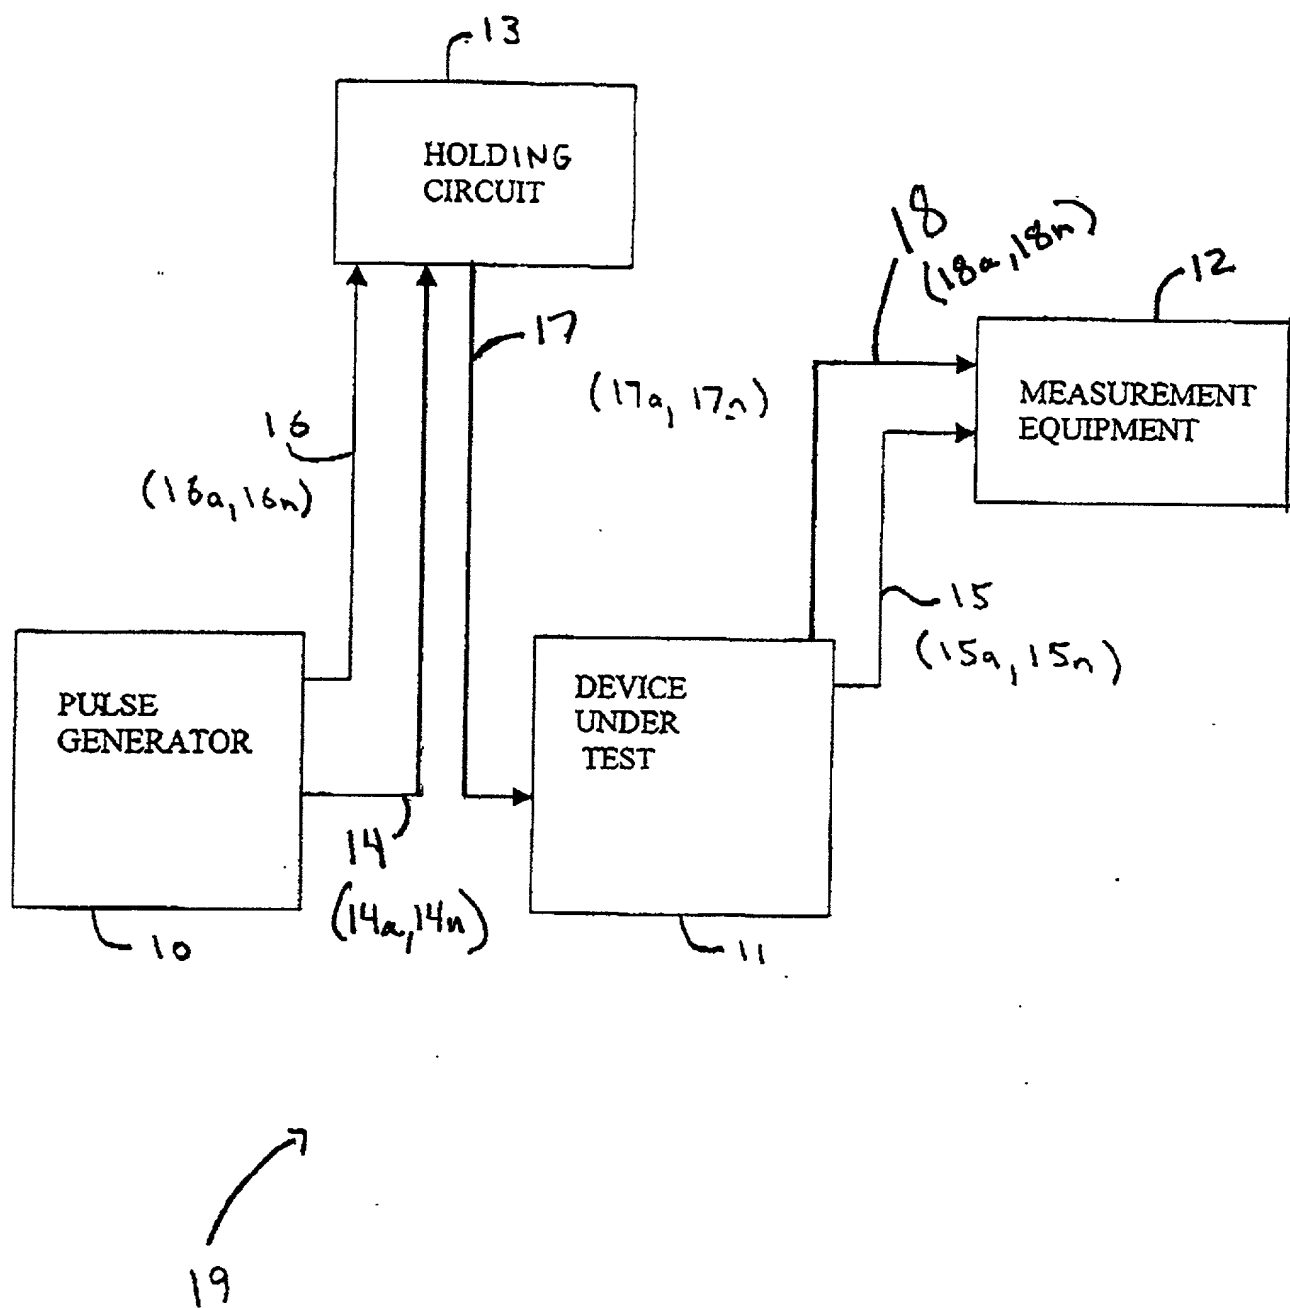 13
HOLDING
CIRCUIT
18
(18a, 18n)
12
17
(17a, 17n)
MEASUREMENT
EQUIPMENT
16
(16a, 16n)
15
(15a, 15n)
PULSE
GENERATOR
DEVICE
UNDER
TEST
14
(14a, 14n)
10
11
19